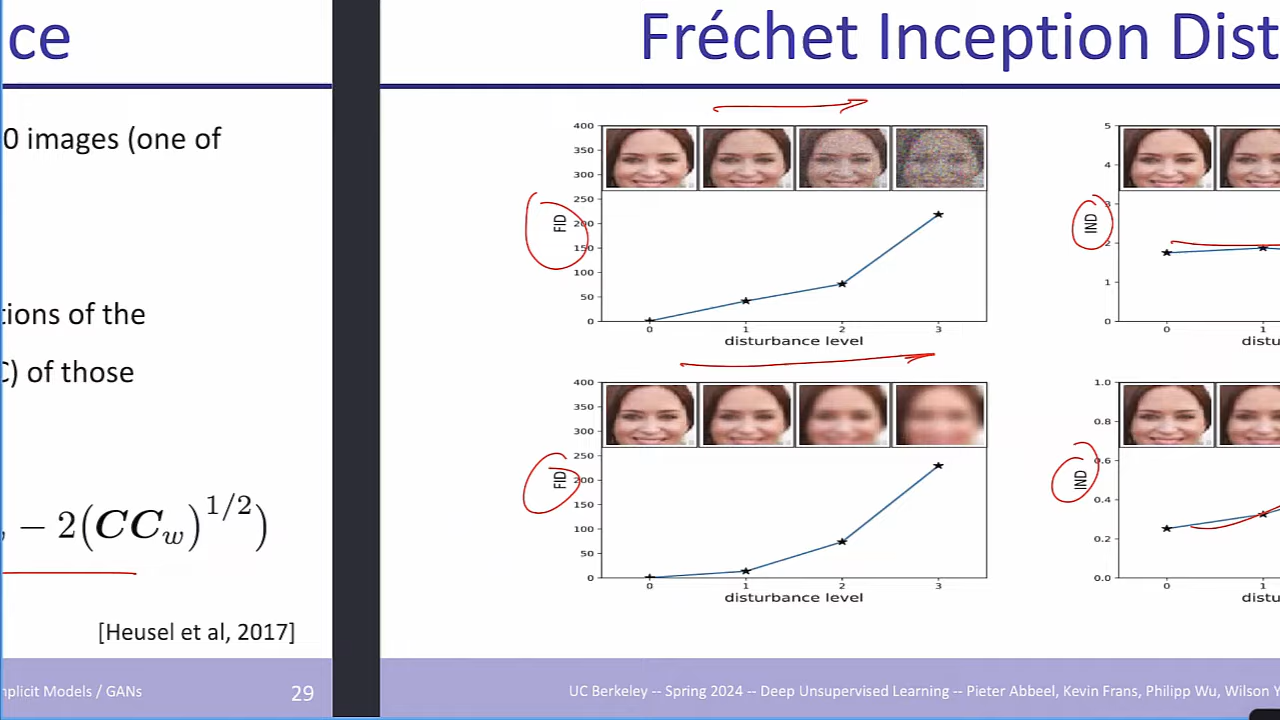 ce
0 images (one of
tions of the
C) of those
− 2(CC_w)^{1/2})
[Heusel et al, 2017]
mplicit Models / GANs
29
Fréchet Inception Dist
400
350
300
250
200
150
100
50
0
FID
0 1 2 3
disturbance level
5
4
3
2
1
0
IND
0 1
distu
400
350
300
250
200
150
100
50
0
FID
0 1 2 3
disturbance level
1.0
0.8
0.6
0.4
0.2
0.0
IND
0 1
distu
UC Berkeley -- Spring 2024 -- Deep Unsupervised Learning -- Pieter Abbeel, Kevin Frans, Philipp Wu, Wilson Y